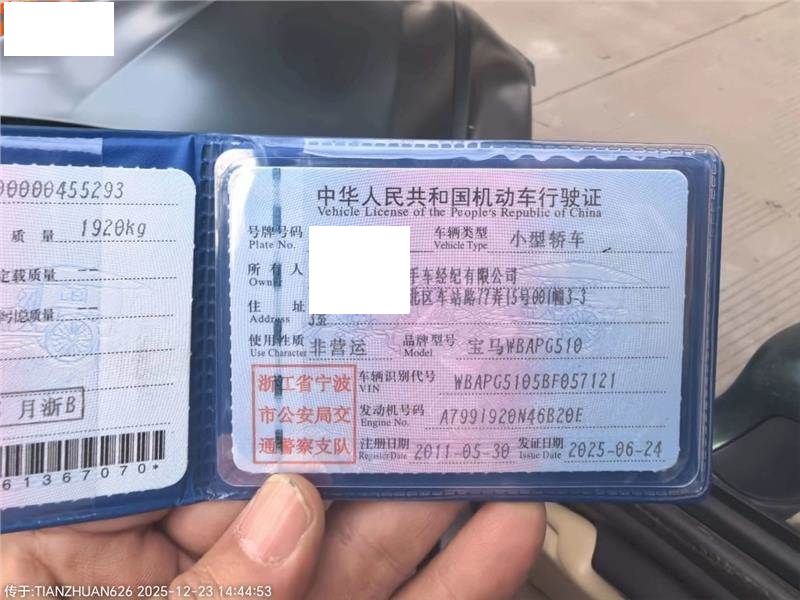 00000455293
质 量 1920kg
定载质量 --
质量 --
月浙B
61367070*
中华人民共和国机动车行驶证
Vehicle License of the People's Republic of China
号牌号码
Plate No.
车辆类型 小型轿车
Vehicle Type
所有人 手车经纪有限公司
Owner
住 址 北区车站路77弄15号001幢3-3
Address 3室
使用性质 非营运 品牌型号 宝马WBAPG510
Use Character Model
浙江省宁波
市公安局交
通警察支队
车辆识别代号 WBAPG5105BF057121
VIN
发动机号码 A7991920N46B20E
Engine No.
注册日期 2011-05-30 发证日期 2025-06-24
Register Date Issue Date
传于:TIANZHUAN626 2025-12-23 14:44:53